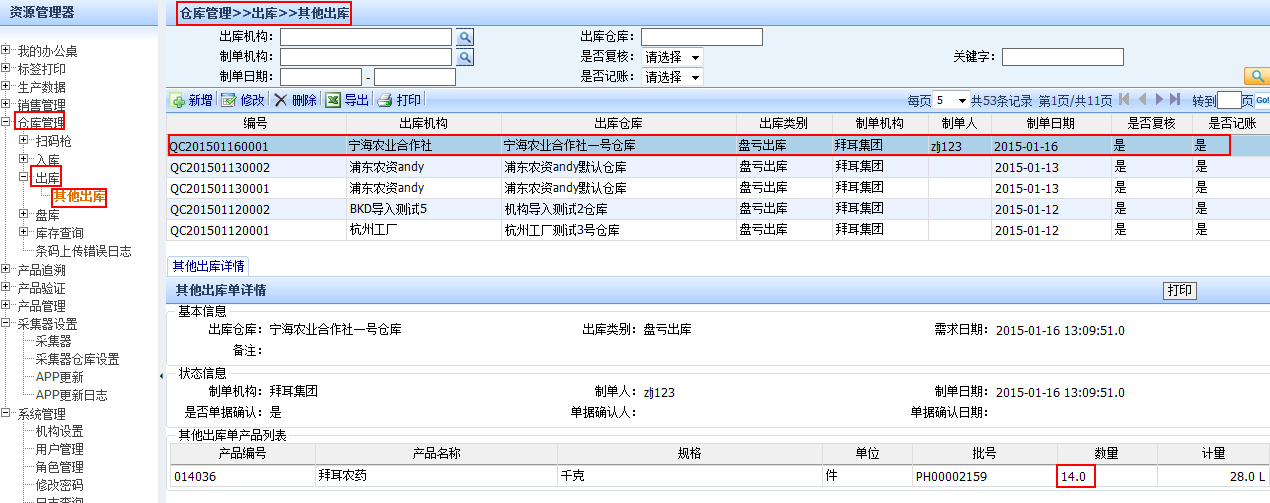 资源管理器
我的办公桌
标签打印
生产数据
销售管理
仓库管理
扫码枪
入库
出库
其他出库
盘库
库存查询
条码上传错误日志
产品追溯
产品验证
产品管理
采集器设置
采集器
采集器仓库设置
APP更新
APP更新日志
系统管理
机构设置
用户管理
角色管理
修改密码
日志查询
仓库管理>>出库>>其他出库
出库机构： 出库仓库：
制单机构： 是否复核： 请选择 关键字：
制单日期： - 是否记账： 请选择
新增 修改 删除 导出 打印 每页 5 共53条记录 第1页/共11页 转到 页 Go!
编号 出库机构 出库仓库 出库类别 制单机构 制单人 制单日期 是否复核 是否记账
QC201501160001 宁海农业合作社 宁海农业合作社一号仓库 盘亏出库 拜耳集团 zlj123 2015-01-16 是 是
QC201501130002 浦东农资andy 浦东农资andy默认仓库 盘亏出库 拜耳集团 2015-01-13 是 是
QC201501130001 浦东农资andy 浦东农资andy默认仓库 盘亏出库 拜耳集团 2015-01-13 是 是
QC201501120002 BKD导入测试5 机构导入测试2仓库 盘亏出库 拜耳集团 2015-01-12 是 是
QC201501120001 杭州工厂 杭州工厂测试3号仓库 盘亏出库 拜耳集团 2015-01-12 是 是
其他出库详情
其他出库单详情 打印
基本信息
出库仓库： 宁海农业合作社一号仓库 出库类别： 盘亏出库 需求日期： 2015-01-16 13:09:51.0
备注：
状态信息
制单机构： 拜耳集团 制单人： zlj123 制单日期： 2015-01-16 13:09:51.0
是否单据确认： 是 单据确认人： 单据确认日期：
其他出库单产品列表
产品编号 产品名称 规格 单位 批号 数量 计量
014036 拜耳农药 千克 件 PH00002159 14.0 28.0 L